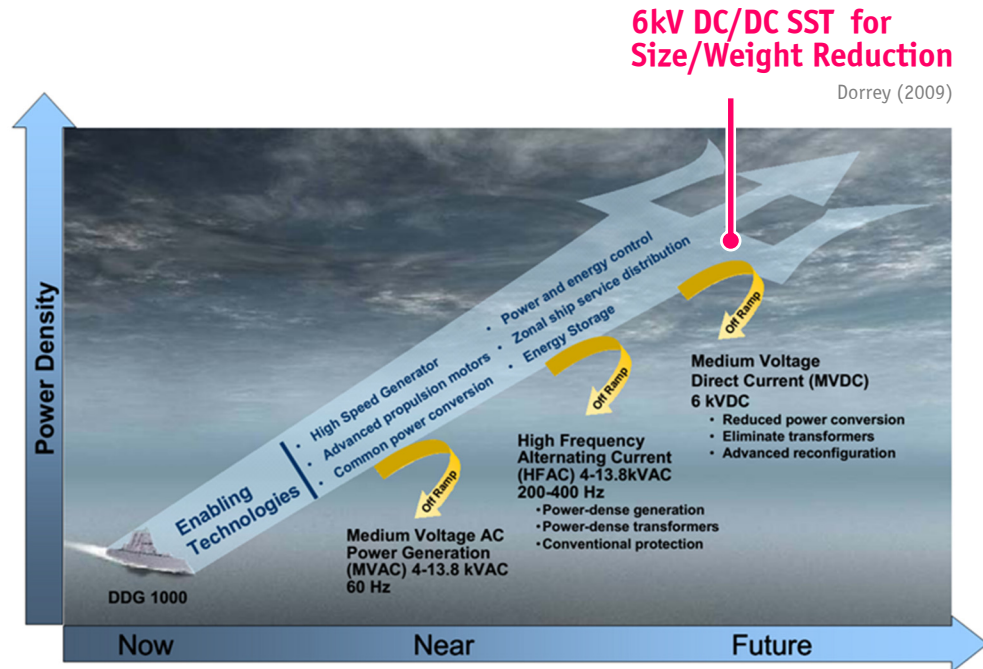 6kV DC/DC SST for
Size/Weight Reduction
Dorrey (2009)
Power Density
• Power and energy control
• Zonal ship service distribution
• Energy Storage
• High Speed Generator
• Advanced propulsion motors
• Common power conversion
Enabling
Technologies
Off Ramp
Off Ramp
Off Ramp
Medium Voltage
Direct Current (MVDC)
6 kVDC
• Reduced power conversion
• Eliminate transformers
• Advanced reconfiguration
High Frequency
Alternating Current
(HFAC) 4-13.8kVAC
200-400 Hz
•Power-dense generation
•Power-dense transformers
•Conventional protection
Medium Voltage AC
Power Generation
(MVAC) 4-13.8 kVAC
60 Hz
DDG 1000
Now
Near
Future